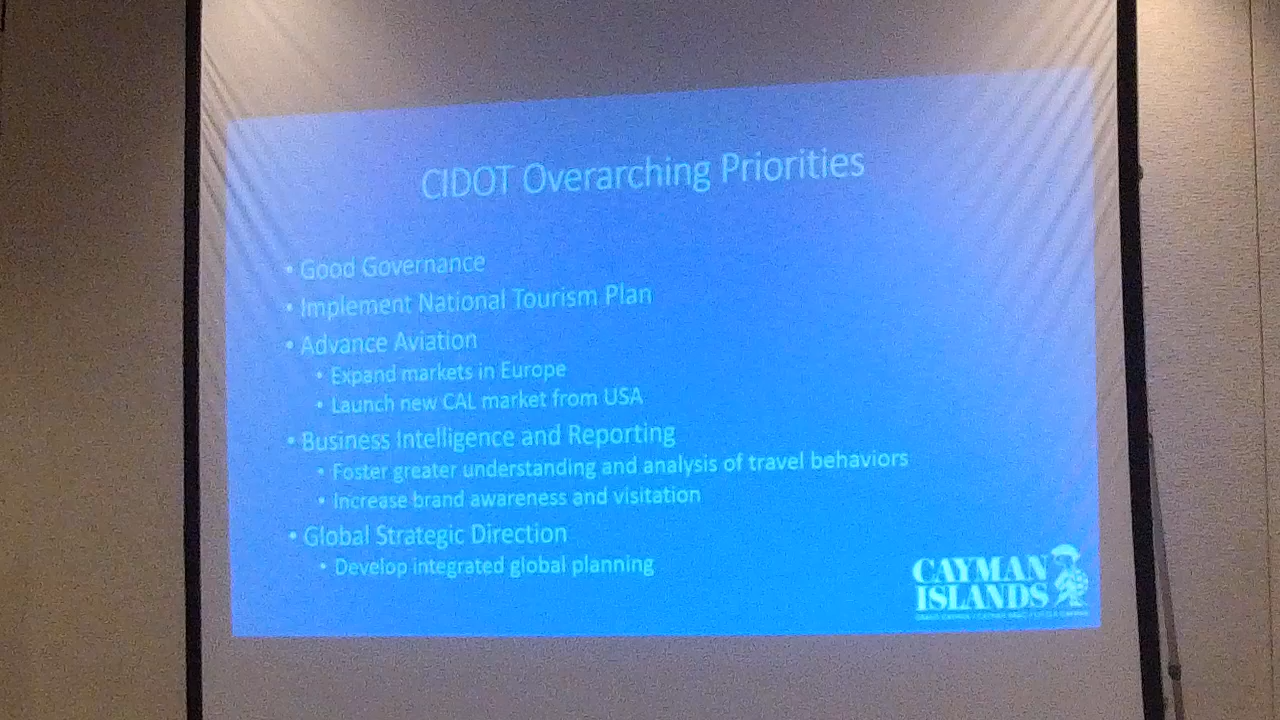 CIDOT Overarching Priorities
• Good Governance
• Implement National Tourism Plan
• Advance Aviation
• Expand markets in Europe
• Launch new CAL market from USA
• Business Intelligence and Reporting
• Foster greater understanding and analysis of travel behaviors
• Increase brand awareness and visitation
• Global Strategic Direction
• Develop integrated global planning
CAYMAN
ISLANDS